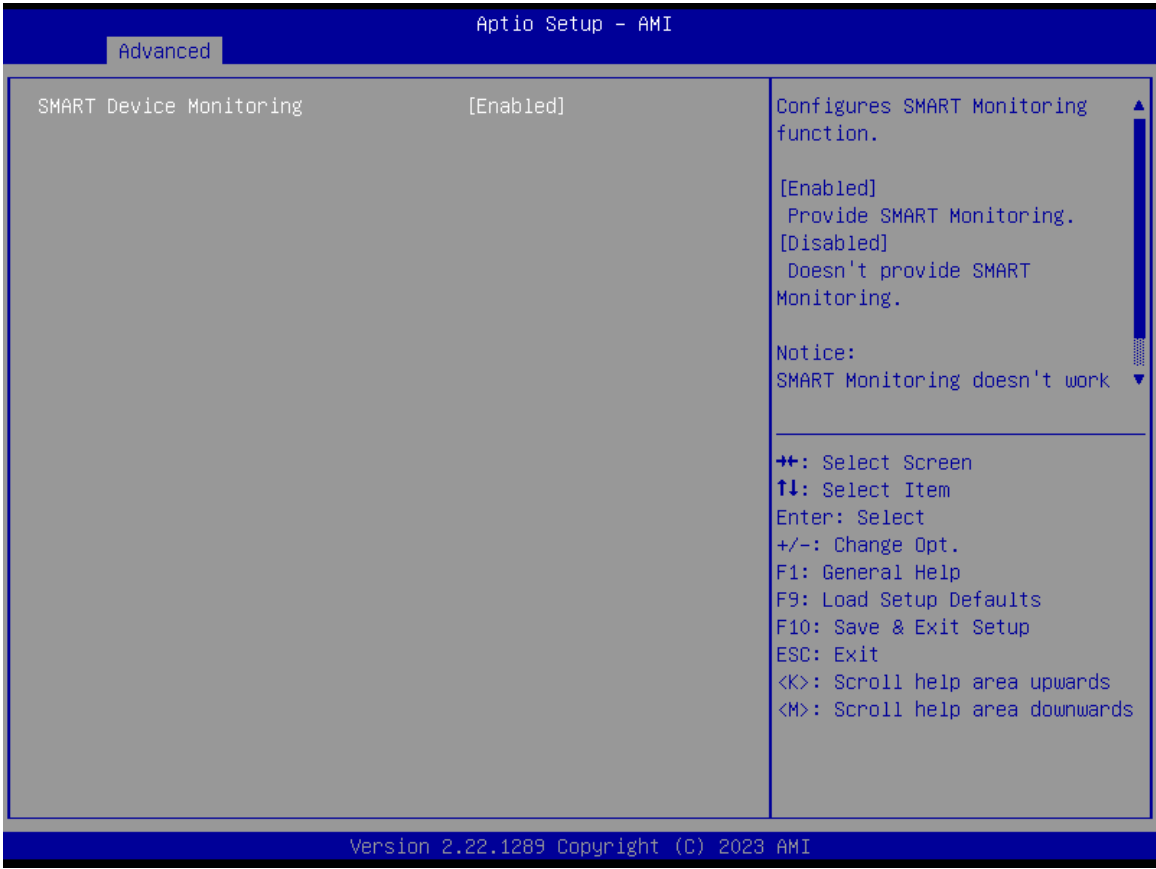 Aptio Setup - AMI
Advanced
SMART Device Monitoring [Enabled]
Configures SMART Monitoring
function.
[Enabled]
Provide SMART Monitoring.
[Disabled]
Doesn't provide SMART
Monitoring.
Notice:
SMART Monitoring doesn't work
→←: Select Screen
↑↓: Select Item
Enter: Select
+/-: Change Opt.
F1: General Help
F9: Load Setup Defaults
F10: Save & Exit Setup
ESC: Exit
<K>: Scroll help area upwards
<M>: Scroll help area downwards
Version 2.22.1289 Copyright (C) 2023 AMI